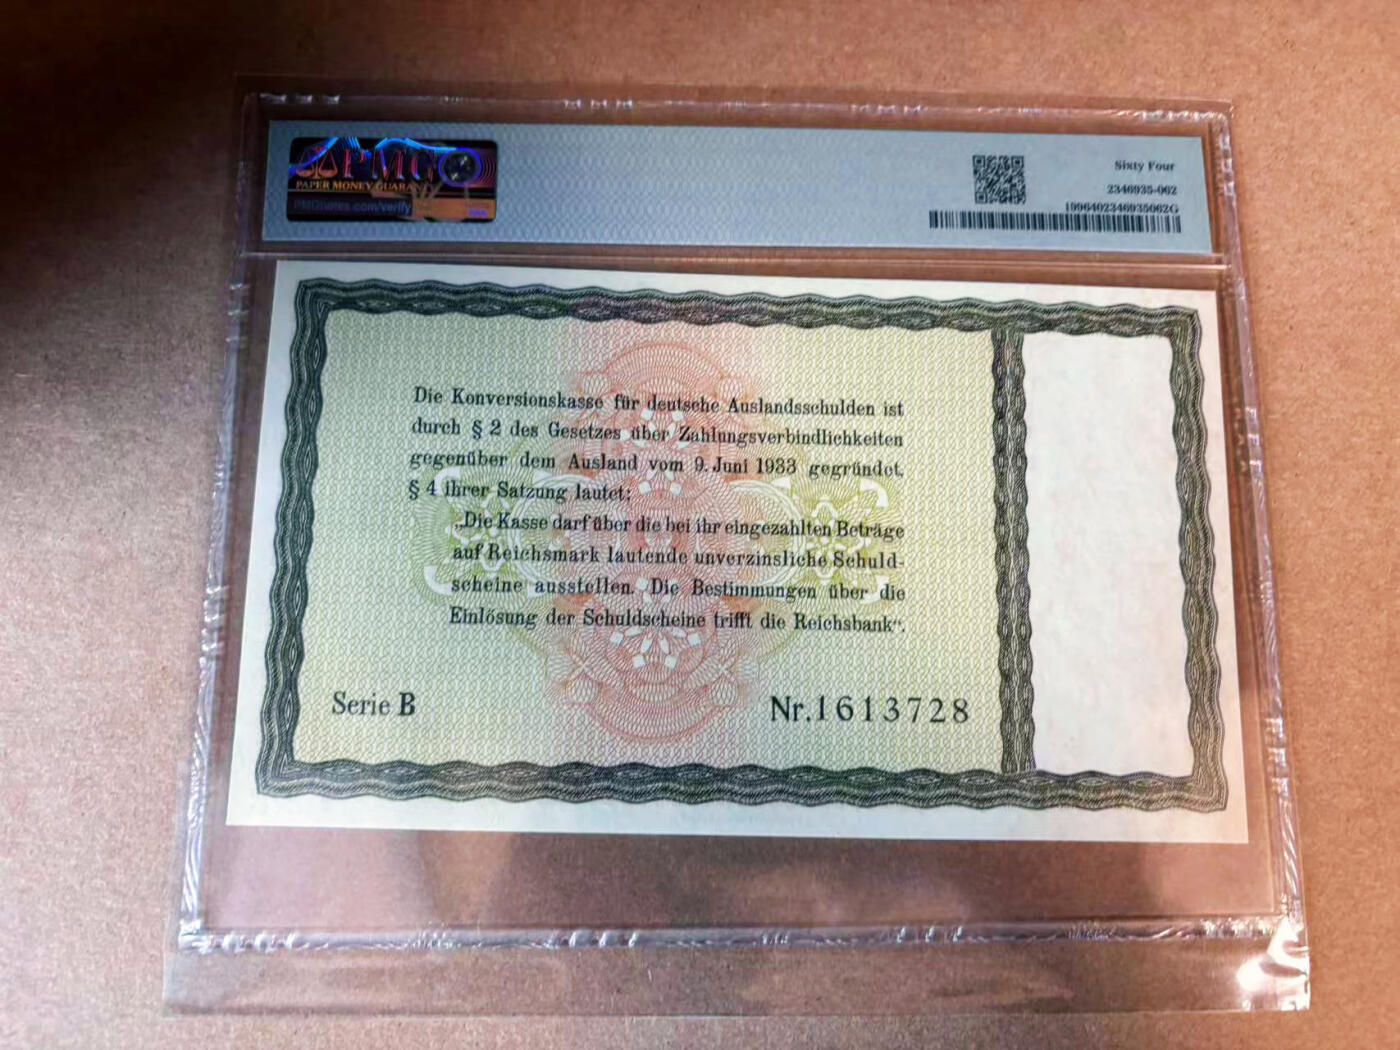 PMG
PAPER MONEY GUARANTY
PMGnotes.com/verify
Sixty Four
2346935-062
1996402346935062G
Die Konversionskasse für deutsche Auslandsschulden ist
durch § 2 des Gesetzes über Zahlungsverbindlichkeiten
gegenüber dem Ausland vom 9. Juni 1933 gegründet.
§ 4 ihrer Satzung lautet:
„Die Kasse darf über die bei ihr eingezahlten Beträge
auf Reichsmark lautende unverzinsliche Schuld-
scheine ausstellen. Die Bestimmungen über die
Einlösung der Schuldscheine trifft die Reichsbank“.
Serie B
Nr. 1613728